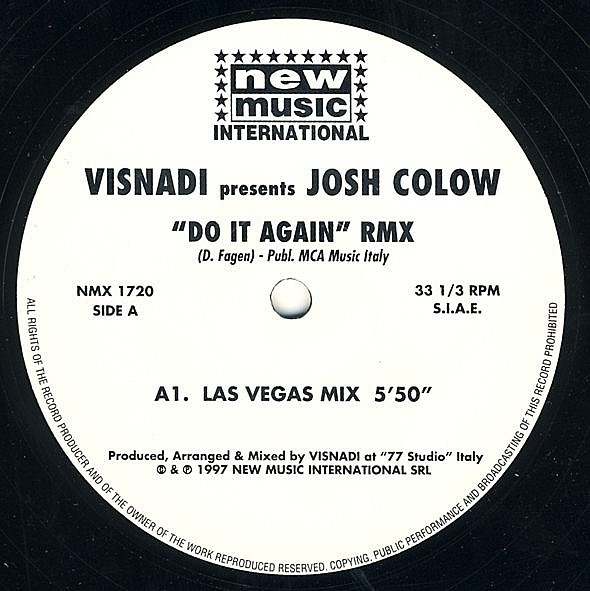 new
music
INTERNATIONAL
VISNADI presents JOSH COLOW
“DO IT AGAIN” RMX
(D. Fagen) - Publ. MCA Music Italy
NMX 1720
SIDE A
33 1/3 RPM
S.I.A.E.
A1. LAS VEGAS MIX 5’50”
Produced, Arranged & Mixed by VISNADI at “77 Studio” Italy
© & ℗ 1997 NEW MUSIC INTERNATIONAL SRL
ALL RIGHTS OF THE RECORD PRODUCER AND OF THE OWNER OF THE WORK REPRODUCED RESERVED. COPYING, PUBLIC PERFORMANCE AND BROADCASTING OF THIS RECORD PROHIBITED